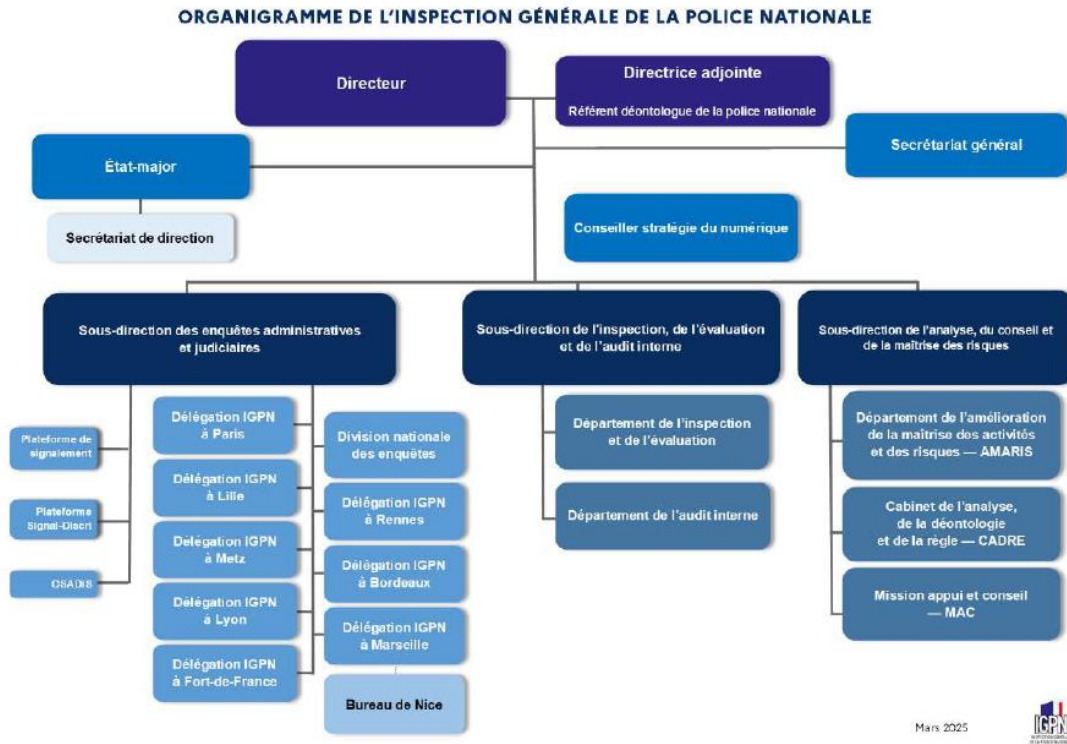 ORGANIGRAMME DE L'INSPECTION GÉNÉRALE DE LA POLICE NATIONALE
Directeur
Directrice adjointe
Référent déontologue de la police nationale
Secrétariat général
État-major
Secrétariat de direction
Conseiller stratégie du numérique
Sous-direction des enquêtes administratives
et judiciaires
Sous-direction de l'inspection, de l'évaluation
et de l'audit interne
Sous-direction de l'analyse, du conseil et
de la maîtrise des risques
Plateforme de
signalement
Plateforme
Signal-Discri
Délégation IGPN
à Paris
Délégation IGPN
à Lille
Délégation IGPN
à Metz
Délégation IGPN
à Lyon
Délégation IGPN
à Fort-de-France
Division nationale
des enquêtes
Délégation IGPN
à Rennes
Délégation IGPN
à Bordeaux
Délégation IGPN
à Marseille
Bureau de Nice
Département de l'inspection
et de l'évaluation
Département de l'audit interne
Département de l'amélioration
de la maîtrise des activités
et des risques — AMARIS
Cabinet de l'analyse,
de la déontologie
et de la règle — CADRE
Mission appui et conseil
— MAC
Mars 2025
IGPN